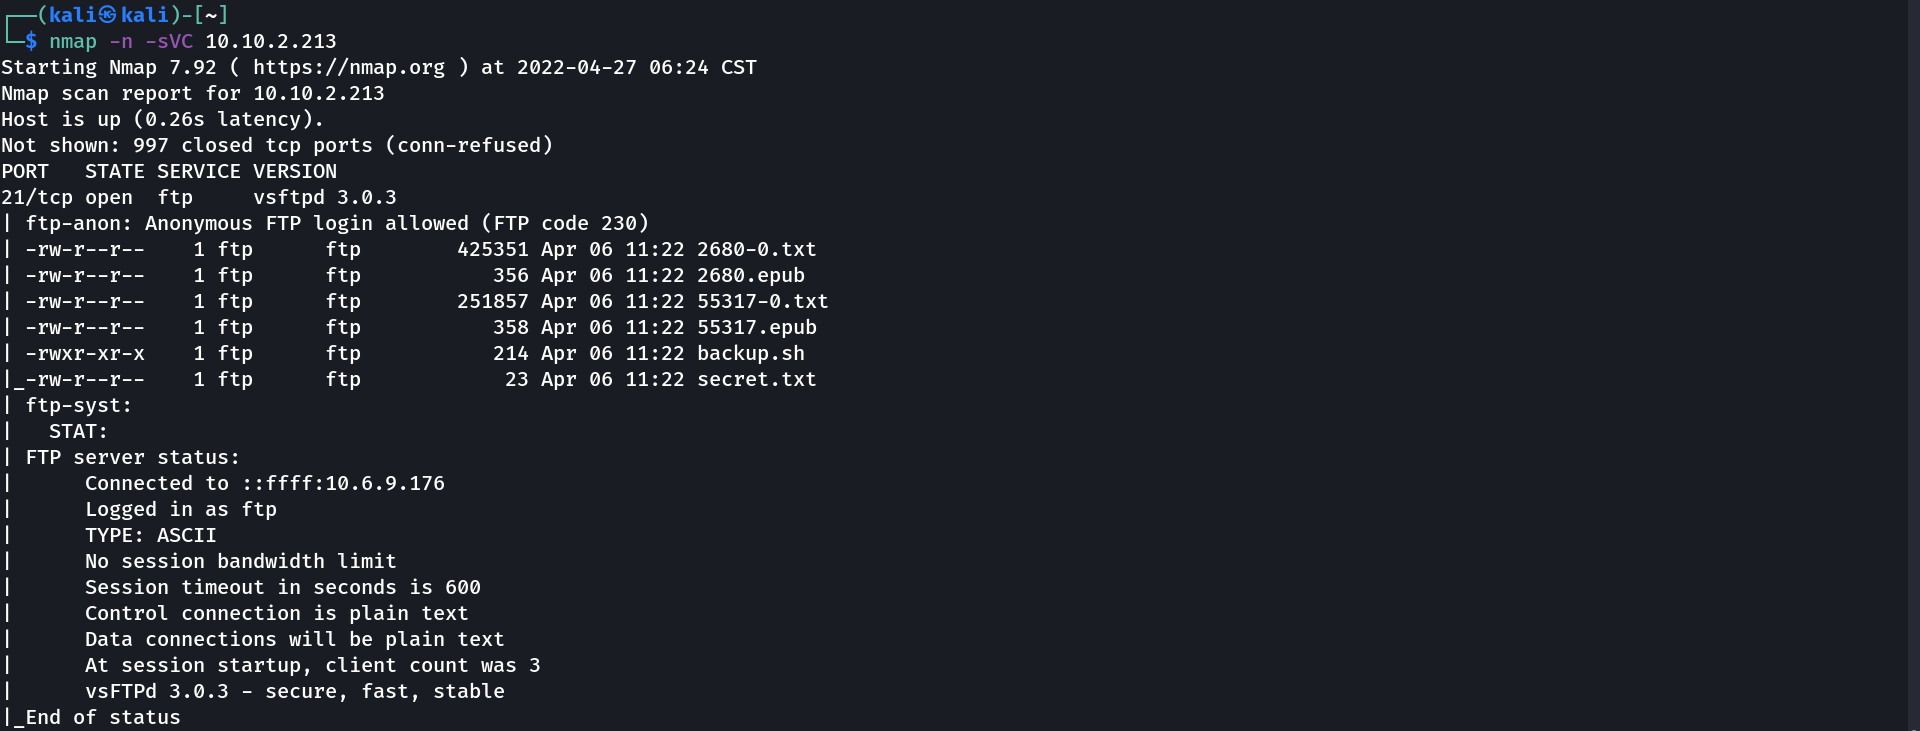 ┌──(kali㉿kali)-[~]
└─$ nmap -n -sVC 10.10.2.213
Starting Nmap 7.92 ( https://nmap.org ) at 2022-04-27 06:24 CST
Nmap scan report for 10.10.2.213
Host is up (0.26s latency).
Not shown: 997 closed tcp ports (conn-refused)
PORT   STATE SERVICE VERSION
21/tcp open  ftp     vsftpd 3.0.3
| ftp-anon: Anonymous FTP login allowed (FTP code 230)
| -rw-r--r--    1 ftp      ftp        425351 Apr 06 11:22 2680-0.txt
| -rw-r--r--    1 ftp      ftp           356 Apr 06 11:22 2680.epub
| -rw-r--r--    1 ftp      ftp        251857 Apr 06 11:22 55317-0.txt
| -rw-r--r--    1 ftp      ftp           358 Apr 06 11:22 55317.epub
| -rwxr-xr-x    1 ftp      ftp           214 Apr 06 11:22 backup.sh
|_-rw-r--r--    1 ftp      ftp            23 Apr 06 11:22 secret.txt
| ftp-syst:
|   STAT:
| FTP server status:
|      Connected to ::ffff:10.6.9.176
|      Logged in as ftp
|      TYPE: ASCII
|      No session bandwidth limit
|      Session timeout in seconds is 600
|      Control connection is plain text
|      Data connections will be plain text
|      At session startup, client count was 3
|      vsFTPd 3.0.3 - secure, fast, stable
|_End of status